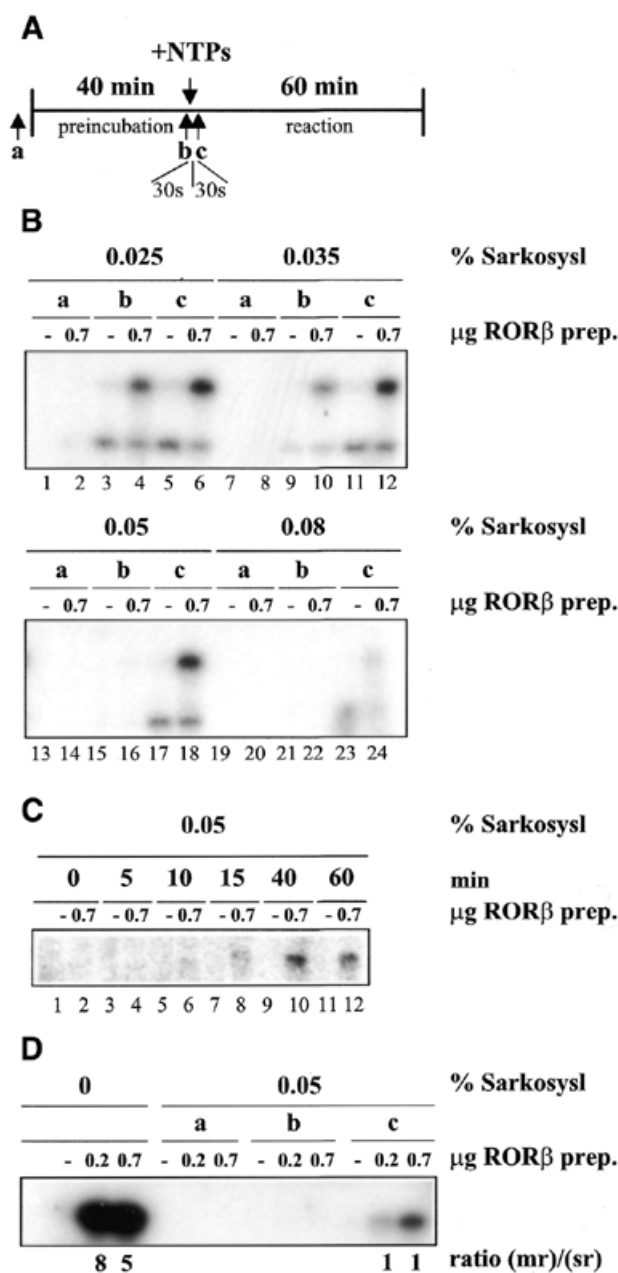 A
+NTPs
40 min 60 min
preincubation reaction
a b c
30s 30s
B
0.025 0.035 % Sarkosysl
a b c a b c
- 0.7 - 0.7 - 0.7 - 0.7 - 0.7 - 0.7 µg RORβ prep.
1 2 3 4 5 6 7 8 9 10 11 12
0.05 0.08 % Sarkosysl
a b c a b c
- 0.7 - 0.7 - 0.7 - 0.7 - 0.7 - 0.7 µg RORβ prep.
13 14 15 16 17 18 19 20 21 22 23 24
C
0.05 % Sarkosysl
0 5 10 15 40 60 min
- 0.7 - 0.7 - 0.7 - 0.7 - 0.7 - 0.7 µg RORβ prep.
1 2 3 4 5 6 7 8 9 10 11 12
D
0 0.05 % Sarkosysl
a b c
- 0.2 0.7 - 0.2 0.7 - 0.2 0.7 - 0.2 0.7 µg RORβ prep.
8 5 1 1 ratio (mr)/(sr)